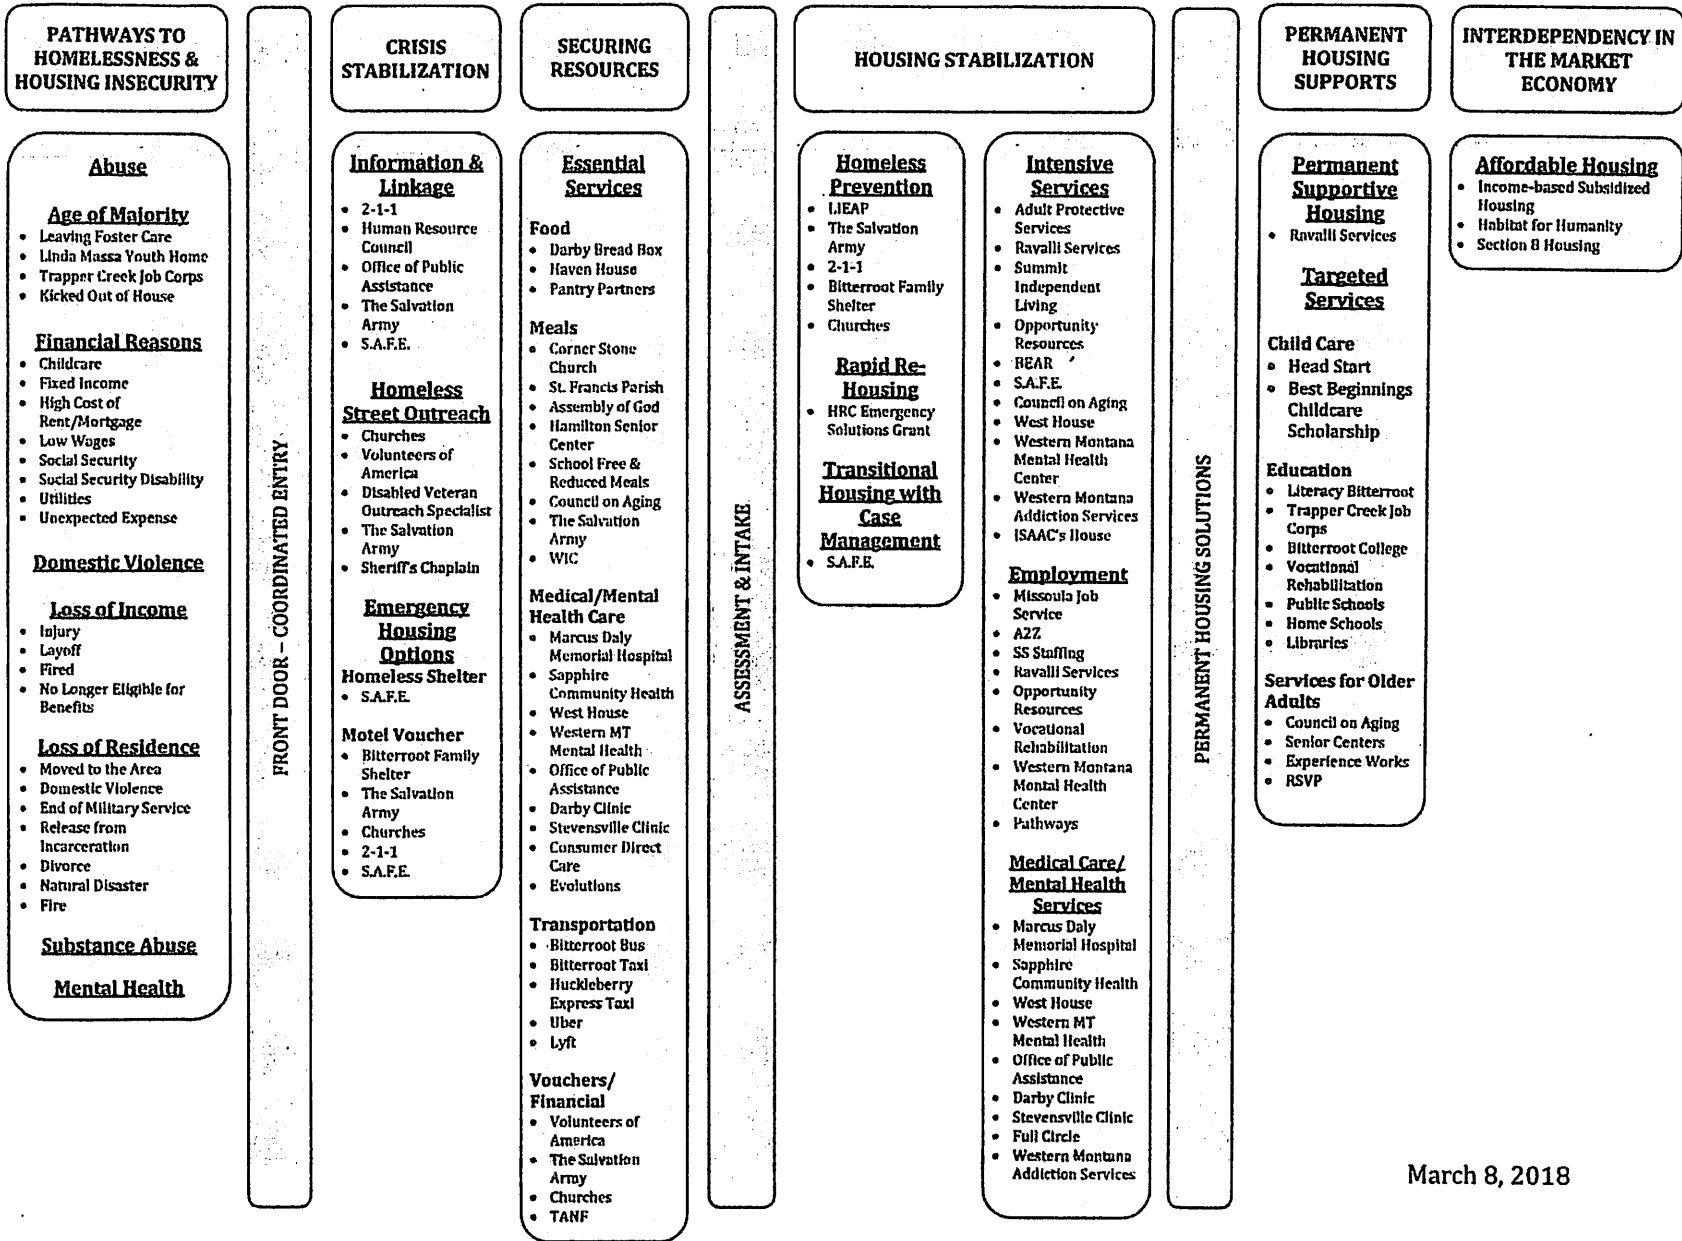 PATHWAYS TO
HOMELESSNESS &
HOUSING INSECURITY
Abuse
Age of Majority
• Leaving Foster Care
• Linda Massa Youth Home
• Trapper Creek Job Corps
• Kicked Out of House
Financial Reasons
• Childcare
• Fixed Income
• High Cost of
Rent/Mortgage
• Low Wages
• Social Security
• Social Security Disability
• Utilities
• Unexpected Expense
Domestic Violence
Loss of Income
• Injury
• Layoff
• Fired
• No Longer Eligible for
Benefits
Loss of Residence
• Moved to the Area
• Domestic Violence
• End of Military Service
• Release from
Incarceration
• Divorce
• Natural Disaster
• Fire
Substance Abuse
Mental Health
FRONT DOOR – COORDINATED ENTRY
CRISIS
STABILIZATION
Information &
Linkage
• 2-1-1
• Human Resource
Council
• Office of Public
Assistance
• The Salvation
Army
• S.A.F.E.
Homeless
Street Outreach
• Churches
• Volunteers of
America
• Disabled Veteran
Outreach Specialist
• The Salvation
Army
• Sheriff's Chaplain
Emergency
Housing
Options
Homeless Shelter
• S.A.F.E.
Motel Voucher
• Bitterroot Family
Shelter
• The Salvation
Army
• Churches
• 2-1-1
• S.A.F.E.
SECURING
RESOURCES
Essential
Services
Food
• Darby Bread Box
• Haven House
• Pantry Partners
Meals
• Corner Stone
Church
• St. Francis Parish
• Assembly of God
• Hamilton Senior
Center
• School Free &
Reduced Meals
• Council on Aging
• The Salvation
Army
• WIC
Medical/Mental
Health Care
• Marcus Daly
Memorial Hospital
• Sapphire
Community Health
• West House
• Western MT
Mental Health
• Office of Public
Assistance
• Darby Clinic
• Stevensville Clinic
• Consumer Direct
Care
• Evolutions
Transportation
• Bitterroot Bus
• Bitterroot Taxi
• Huckleberry
Express Taxi
• Uber
• Lyft
Vouchers/
Financial
• Volunteers of
America
• The Salvation
Army
• Churches
• TANF
ASSESSMENT & INTAKE
HOUSING STABILIZATION
Homeless
Prevention
• LIEAP
• The Salvation
Army
• 2-1-1
• Bitterroot Family
Shelter
• Churches
Rapid Re-
Housing
• HRC Emergency
Solutions Grant
Transitional
Housing with
Case
Management
• S.A.F.E.
Intensive
Services
• Adult Protective
Services
• Ravalli Services
• Summit
Independent
Living
• Opportunity
Resources
• BEAR
• S.A.F.E.
• Council on Aging
• West House
• Western Montana
Mental Health
Center
• Western Montana
Addiction Services
• ISAAC's House
Employment
• Missoula Job
Service
• A2Z
• SS Staffing
• Ravalli Services
• Opportunity
Resources
• Vocational
Rehabilitation
• Western Montana
Mental Health
Center
• Pathways
Medical Care/
Mental Health
Services
• Marcus Daly
Memorial Hospital
• Sapphire
Community Health
• West House
• Western MT
Mental Health
• Office of Public
Assistance
• Darby Clinic
• Stevensville Clinic
• Full Circle
• Western Montana
Addiction Services
PERMANENT HOUSING SOLUTIONS
PERMANENT
HOUSING
SUPPORTS
Permanent
Supportive
Housing
• Ravalli Services
Targeted
Services
Child Care
• Head Start
• Best Beginnings
Childcare
Scholarship
Education
• Literacy Bitterroot
• Trapper Creek Job
Corps
• Bitterroot College
• Vocational
Rehabilitation
• Public Schools
• Home Schools
• Libraries
Services for Older
Adults
• Council on Aging
• Senior Centers
• Experience Works
• RSVP
INTERDEPENDENCY IN
THE MARKET
ECONOMY
Affordable Housing
• Income-based Subsidized
Housing
• Habitat for Humanity
• Section 8 Housing
March 8, 2018